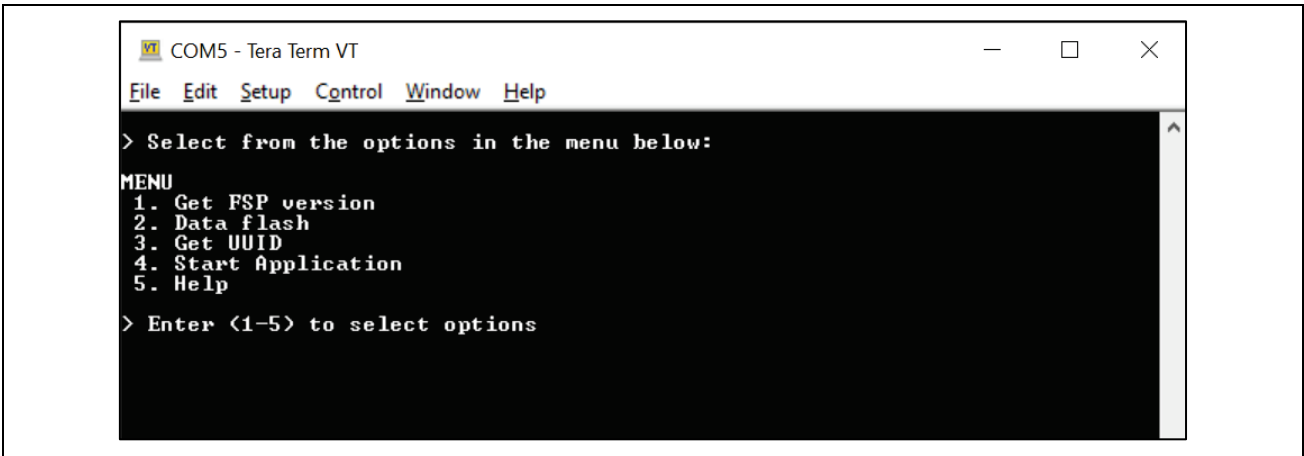 COM5 - Tera Term VT
File Edit Setup Control Window Help
> Select from the options in the menu below:
MENU
1. Get FSP version
2. Data flash
3. Get UUID
4. Start Application
5. Help
> Enter (1-5) to select options